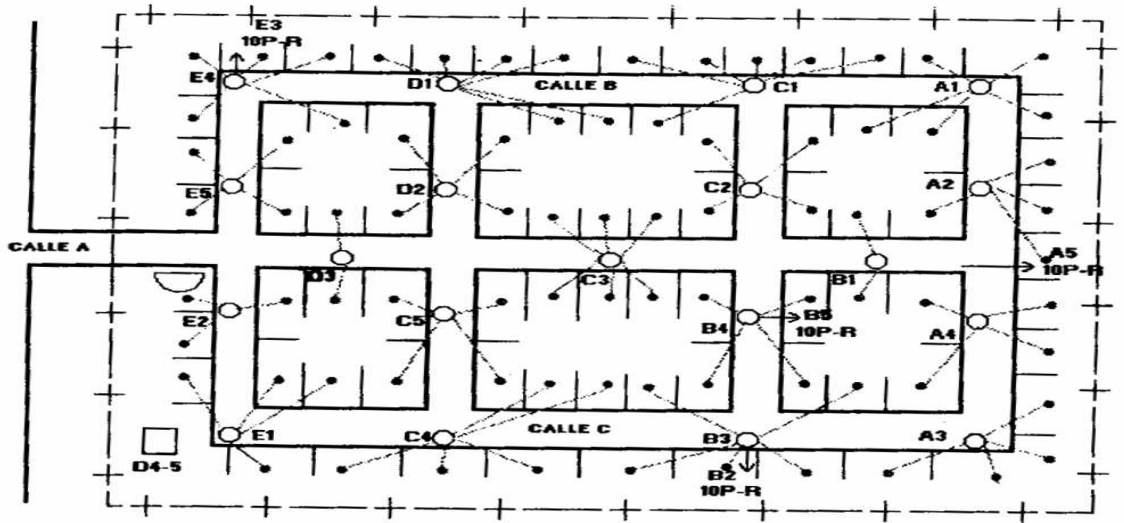 E3
10P-R
E4
D1
CALLE B
C1
A1
E5
D2
C2
A2
CALLE A
D3
C3
B1
A5
10P-R
E2
C5
B4
B5
10P-R
A4
E1
C4
CALLE C
B3
A3
D4-5
B2
10P-R